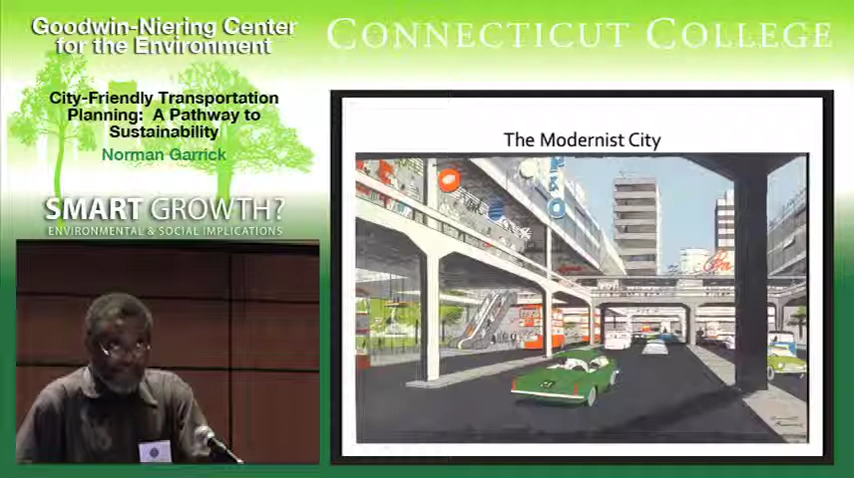 Goodwin-Niering Center
for the Environment
CONNECTICUT COLLEGE
City-Friendly Transportation
Planning: A Pathway to
Sustainability
Norman Garrick
SMART GROWTH?
ENVIRONMENTAL & SOCIAL IMPLICATIONS
The Modernist City